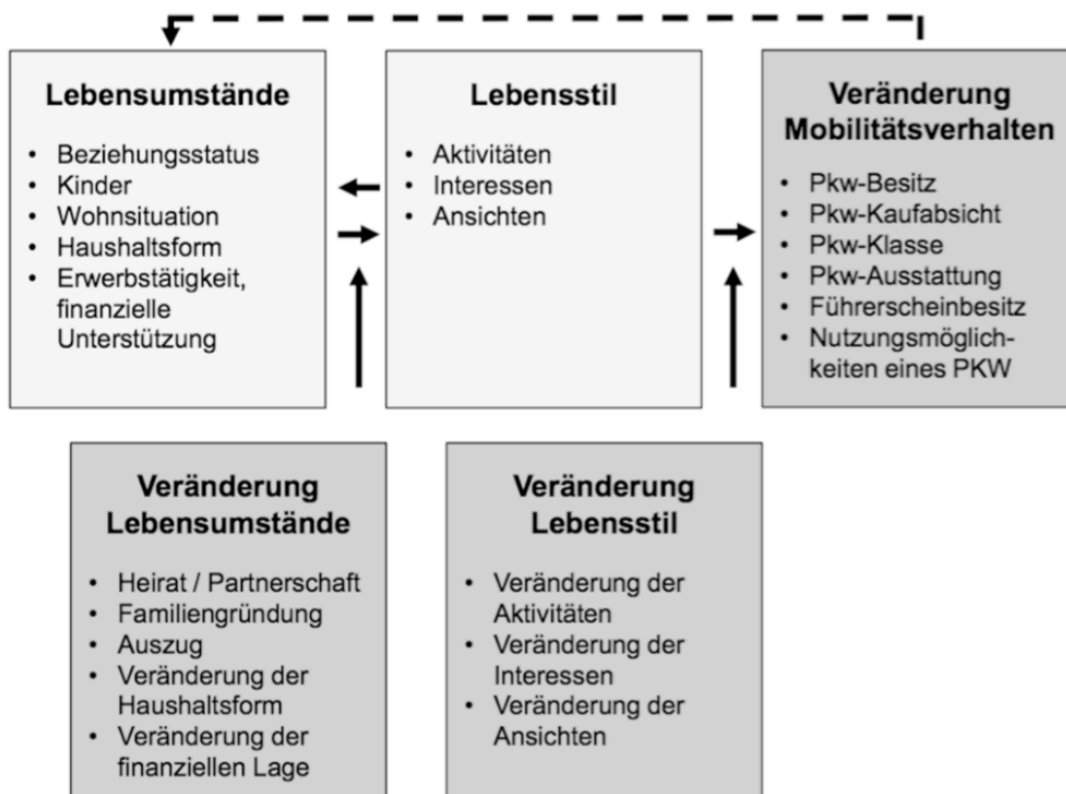 Lebensumstände
• Beziehungsstatus
• Kinder
• Wohnsituation
• Haushaltsform
• Erwerbstätigkeit,
finanzielle
Unterstützung
Lebensstil
• Aktivitäten
• Interessen
• Ansichten
Veränderung
Mobilitätsverhalten
• Pkw-Besitz
• Pkw-Kaufabsicht
• Pkw-Klasse
• Pkw-Ausstattung
• Führerscheinbesitz
• Nutzungsmöglich-
keiten eines PKW
Veränderung
Lebensumstände
• Heirat / Partnerschaft
• Familiengründung
• Auszug
• Veränderung der
Haushaltsform
• Veränderung der
finanziellen Lage
Veränderung
Lebensstil
• Veränderung der
Aktivitäten
• Veränderung der
Interessen
• Veränderung der
Ansichten